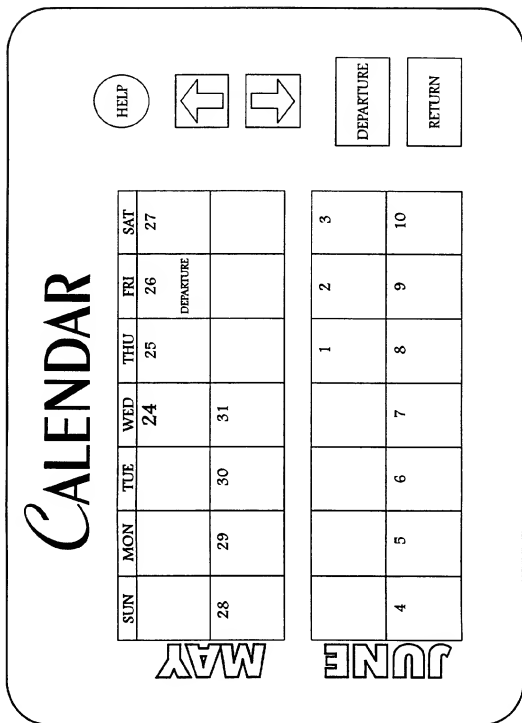 CALENDAR
SUN MON TUE WED THU FRI SAT
MAY
24 25 26 27
DEPARTURE
28 29 30 31
JUNE
1 2 3
4 5 6 7 8 9 10
HELP
DEPARTURE
RETURN